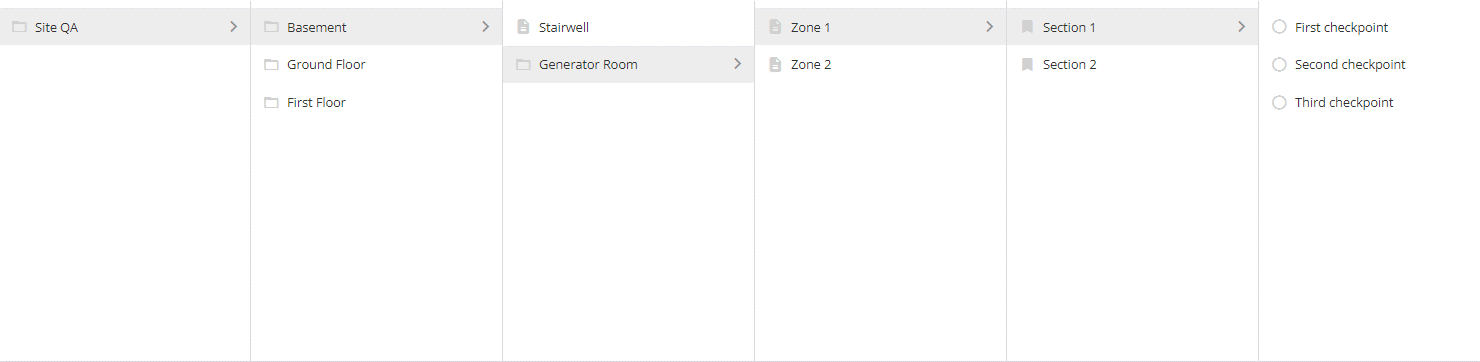 Site QA
Basement
Ground Floor
First Floor
Stairwell
Generator Room
Zone 1
Zone 2
Section 1
Section 2
First checkpoint
Second checkpoint
Third checkpoint